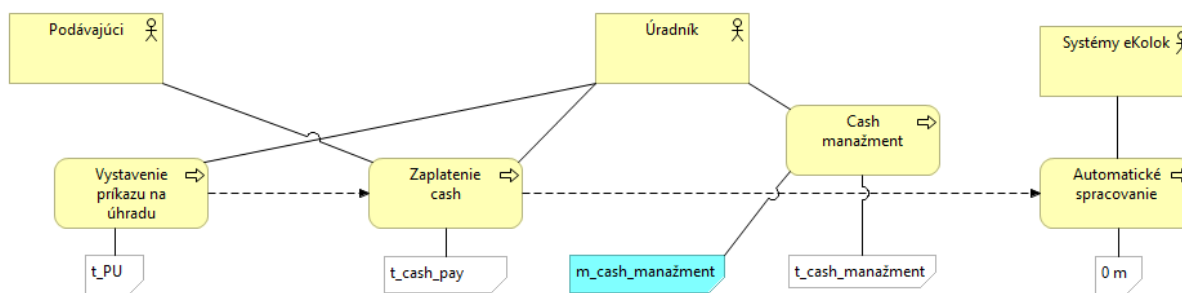 Podávajúci
Úradník
Systémy eKolok
Cash
manažment
Vystavenie
príkazu na
úhradu
Zaplatenie
cash
Automatické
spracovanie
t_PU
t_cash_pay
m_cash_manažment
t_cash_manažment
0 m